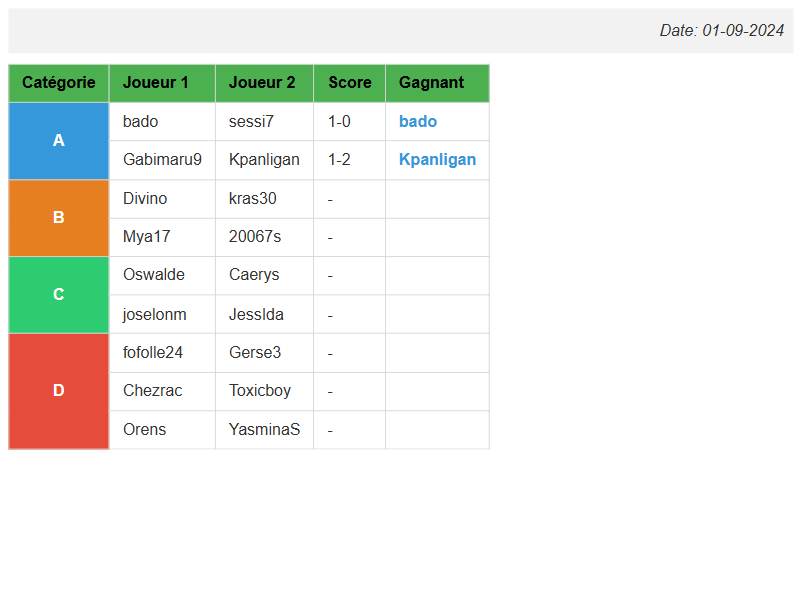 Date: 01-09-2024
Catégorie Joueur 1 Joueur 2 Score Gagnant
A bado sessi7 1-0 bado
Gabimaru9 Kpanligan 1-2 Kpanligan
B Divino kras30 -
Mya17 20067s -
C Oswalde Caerys -
joselonm JessIda -
D fofolle24 Gerse3 -
Chezrac Toxicboy -
Orens YasminaS -